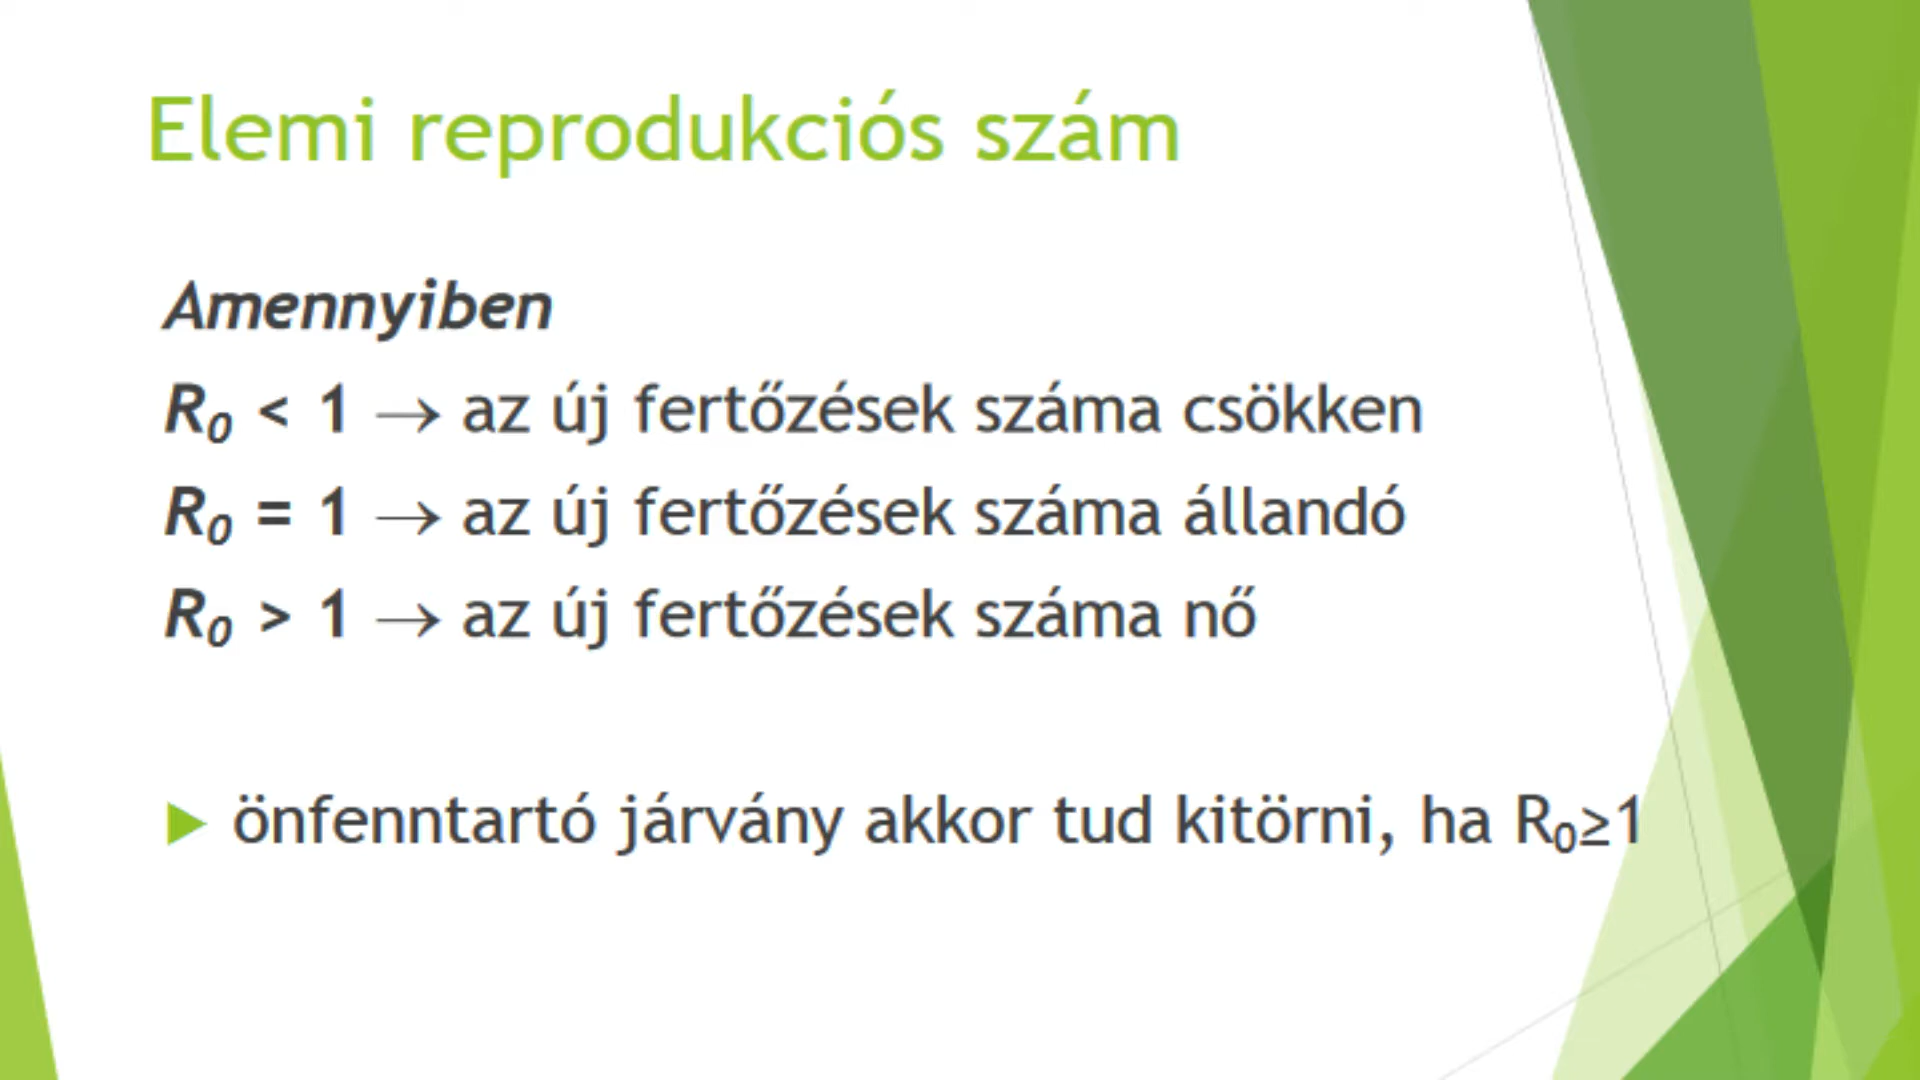 Elemi reprodukciós szám
Amennyiben
R₀ < 1 → az új fertőzések száma csökken
R₀ = 1 → az új fertőzések száma állandó
R₀ > 1 → az új fertőzések száma nő
▶ önfenntartó járvány akkor tud kitörni, ha R₀≥1